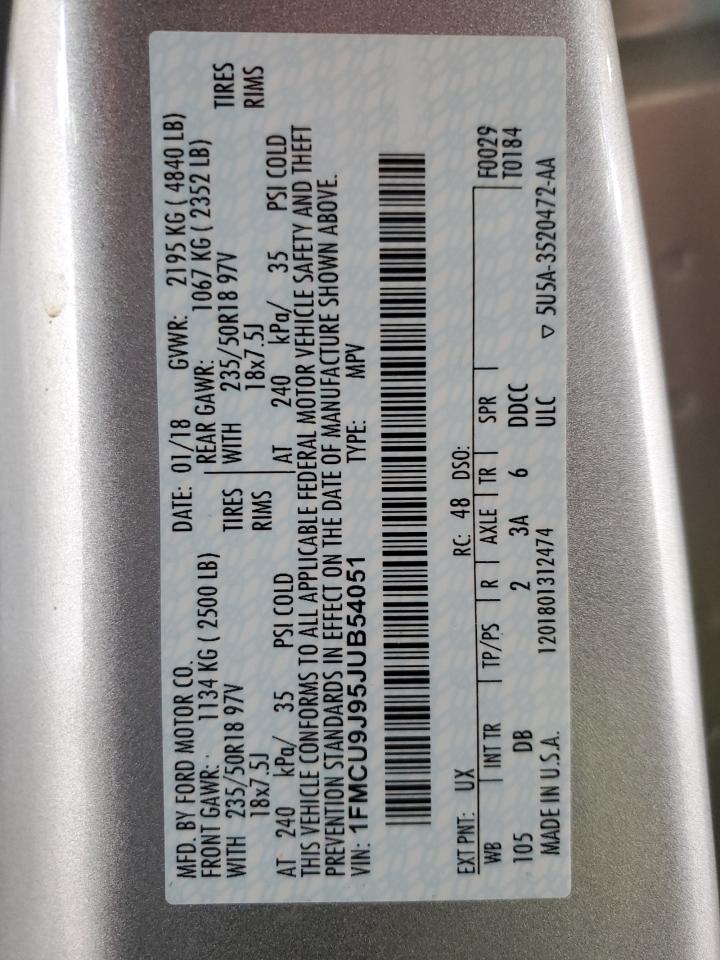 MFD. BY FORD MOTOR CO. DATE: 01/18 GVWR: 2195 KG ( 4840 LB)
FRONT GAWR: 1134 KG ( 2500 LB) REAR GAWR: 1067 KG ( 2352 LB)
WITH 235/50R18 97V TIRES WITH 235/50R18 97V TIRES
18x7.5J RIMS 18x7.5J RIMS
AT 240 kPa/ 35 PSI COLD AT 240 kPa/ 35 PSI COLD
THIS VEHICLE CONFORMS TO ALL APPLICABLE FEDERAL MOTOR VEHICLE SAFETY AND THEFT
PREVENTION STANDARDS IN EFFECT ON THE DATE OF MANUFACTURE SHOWN ABOVE.
VIN: 1FMCU9J95JUB54051 TYPE: MPV
EXT PNT: UX RC: 48 DSO:
WB INT TR TP/PS R AXLE TR SPR F0029
105 DB 2 3A 6 DDCC T0184
MADE IN U.S.A. 1201801312474 ULC ▽ 5U5A-3520472-AA